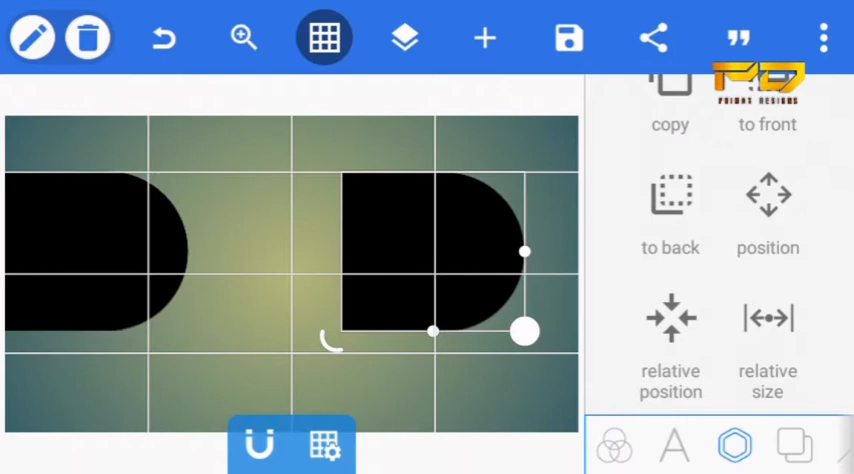 copy
to front
to back
position
relative
position
relative
size